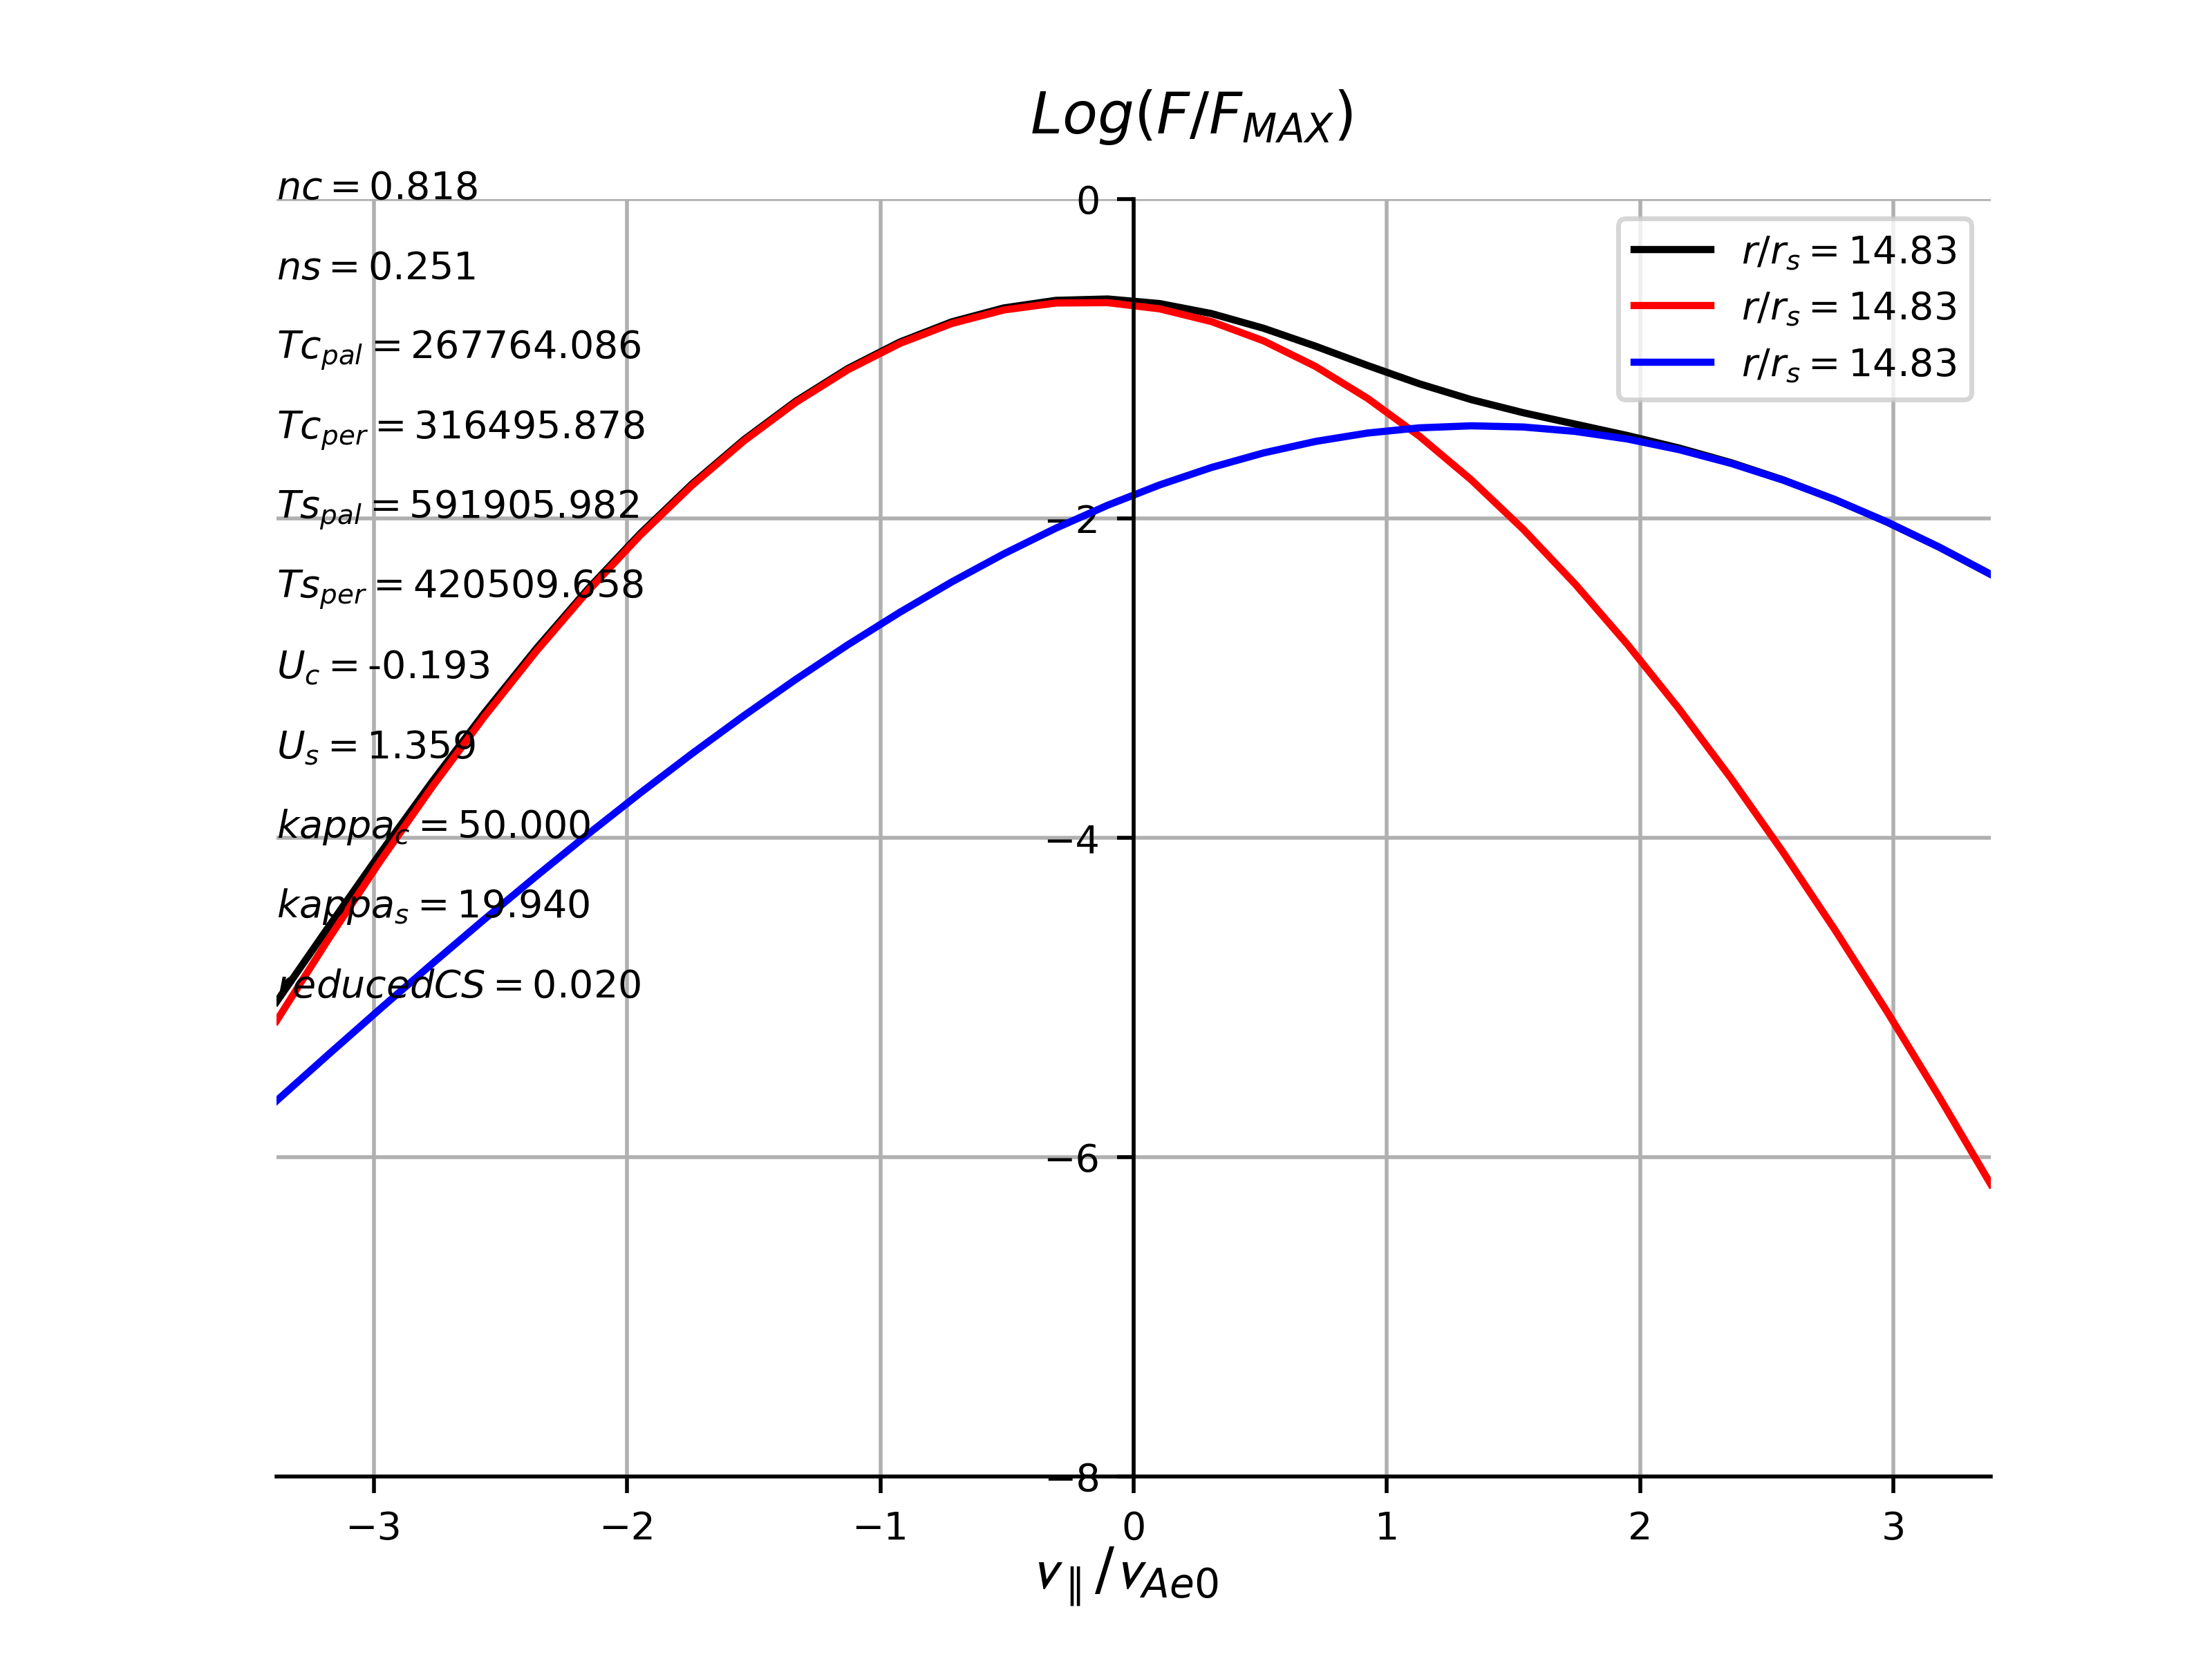 Log(F/F_MAX)
nc = 0.818
ns = 0.251
Tc_pal = 267764.086
Tc_per = 316495.878
Ts_pal = 591905.982
Ts_per = 420509.658
U_c = -0.193
U_s = 1.359
kappa_c = 50.000
kappa_s = 19.940
reducedCS = 0.020
0
−2
−4
−6
−8
r/r_s = 14.83
r/r_s = 14.83
r/r_s = 14.83
−3 −2 −1 0 1 2 3
v_∥/v_Ae0